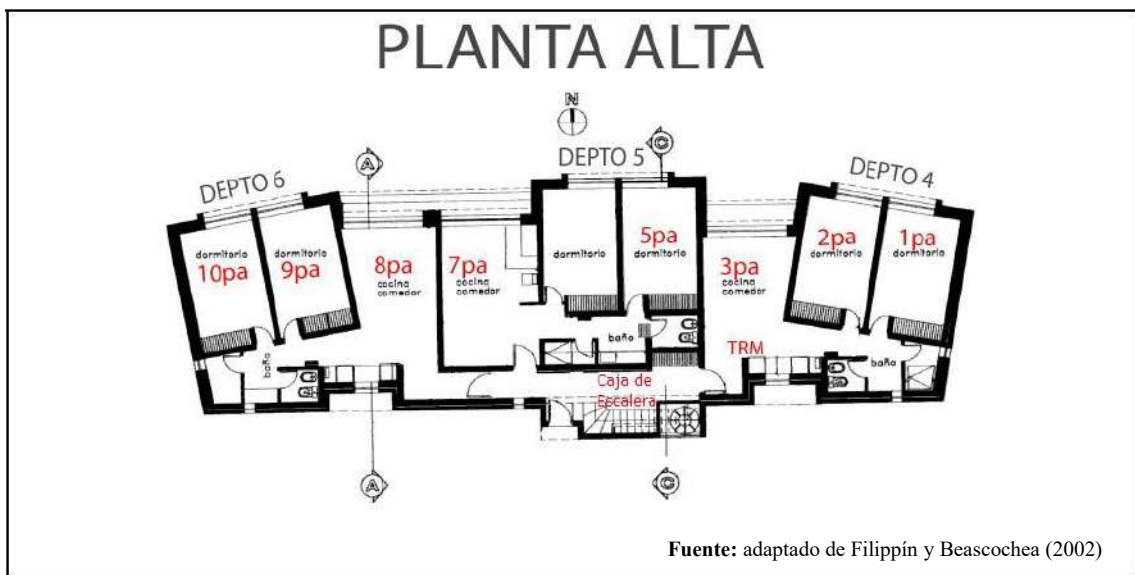 PLANTA ALTA
N
A
C
DEPTO 6
DEPTO 5
DEPTO 4
dormitorio
10pa
dormitorio
9pa
8pa
cocina
comedor
7pa
cocina
comedor
dormitorio
5pa
dormitorio
3pa
cocina
comedor
2pa
dormitorio
1pa
dormitorio
baño
baño
TRM
baño
Caja de
Escalera
A
C
Fuente: adaptado de Filippín y Beascochea (2002)